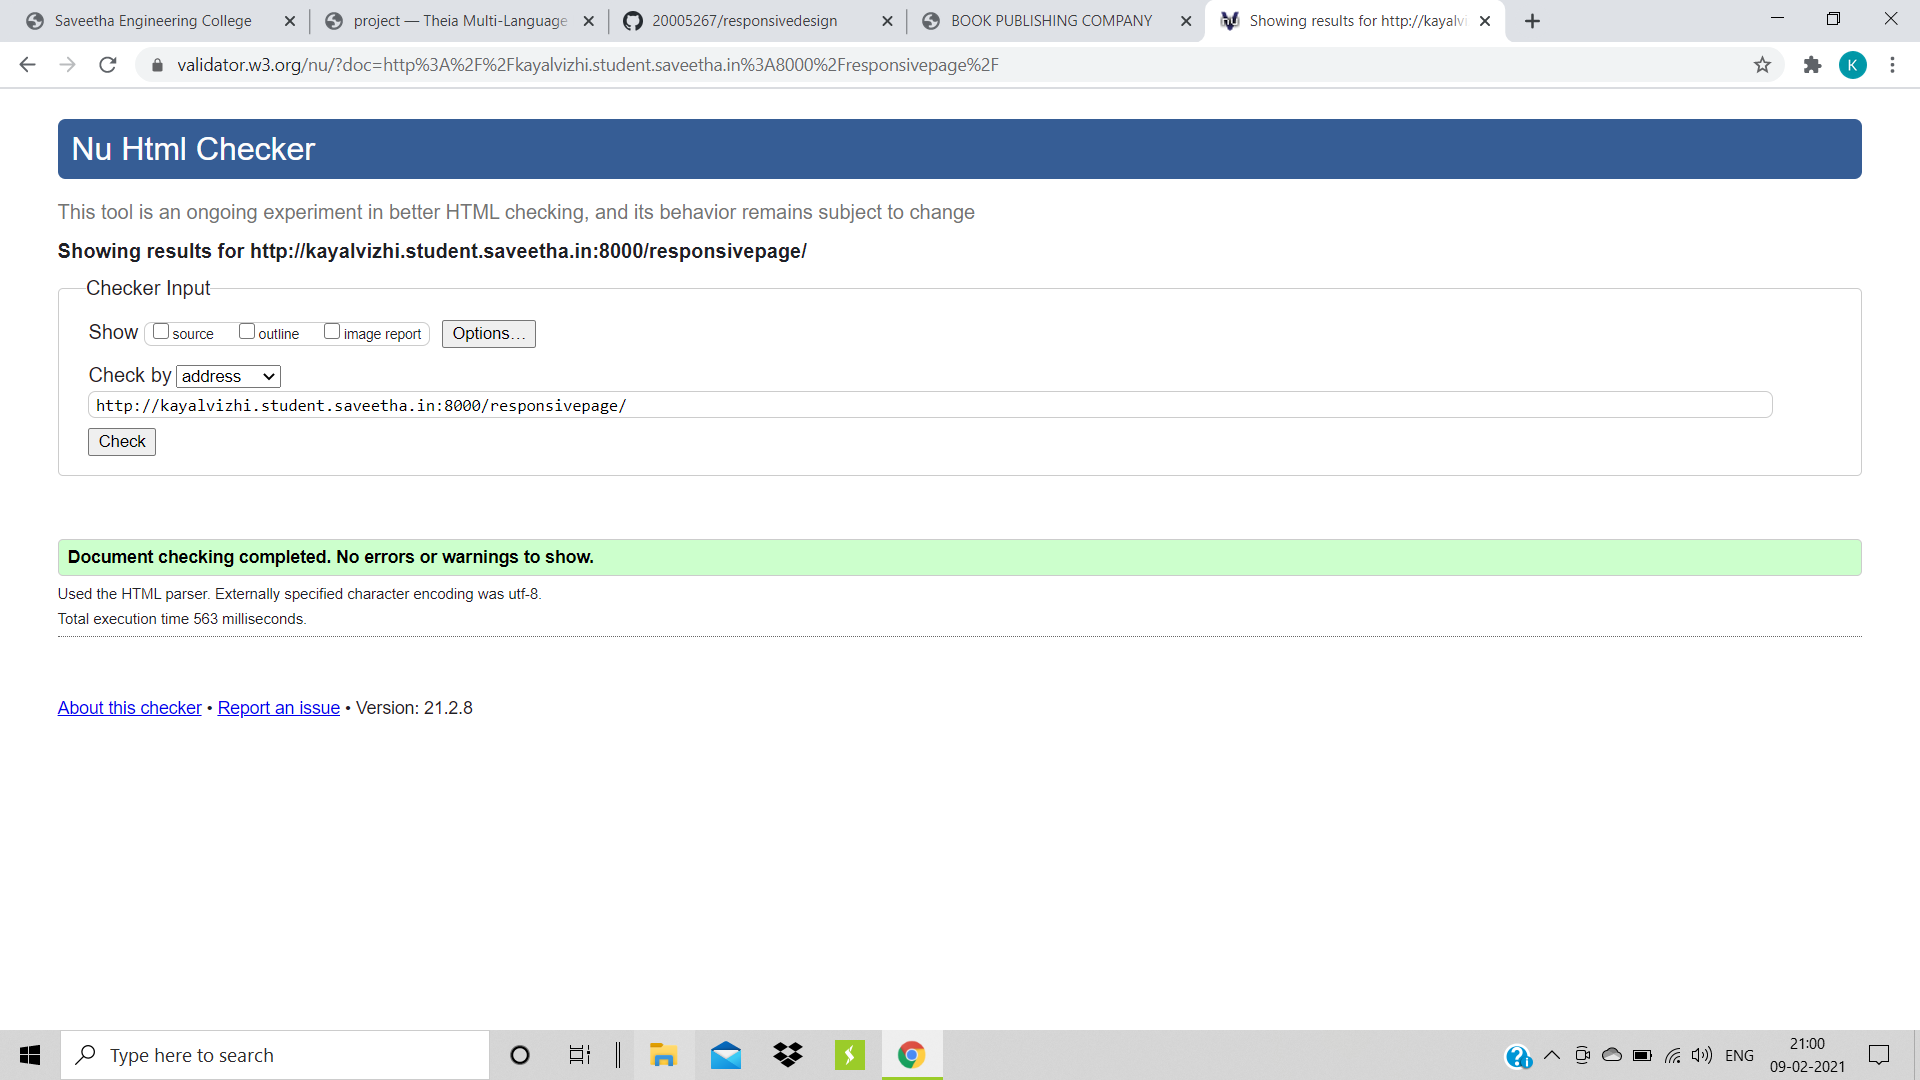 Saveetha Engineering College
project — Theia Multi-Language
20005267/responsivedesign
BOOK PUBLISHING COMPANY
Showing results for http://kayalvi
validator.w3.org/nu/?doc=http%3A%2F%2Fkayalvizhi.student.saveetha.in%3A8000%2Fresponsivepage%2F
K
Nu Html Checker
This tool is an ongoing experiment in better HTML checking, and its behavior remains subject to change
Showing results for http://kayalvizhi.student.saveetha.in:8000/responsivepage/
Checker Input
Show source outline image report Options...
Check by address
http://kayalvizhi.student.saveetha.in:8000/responsivepage/
Check
Document checking completed. No errors or warnings to show.
Used the HTML parser. Externally specified character encoding was utf-8.
Total execution time 563 milliseconds.
About this checker • Report an issue • Version: 21.2.8
Type here to search
ENG
21:00
09-02-2021